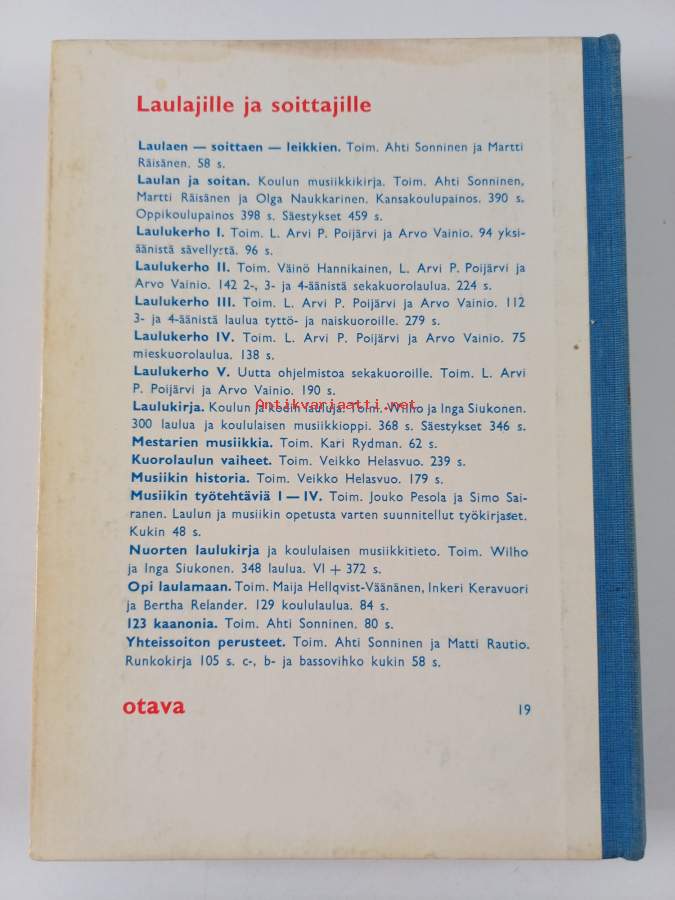 Laulajille ja soittajille
Laulaen — soittaen — leikkien. Toim. Ahti Sonninen ja Martti
Räisänen. 58 s.
Laulan ja soitan. Koulun musiikkikirja. Toim. Ahti Sonninen,
Martti Räisänen ja Olga Naukkarinen. Kansakoulupainos. 390 s.
Oppikoulupainos 398 s. Säestykset 459 s.
Laulukerho I. Toim. L. Arvi P. Poijärvi ja Arvo Vainio. 94 yksi-
äänistä sävellystä. 96 s.
Laulukerho II. Toim. Väinö Hannikainen, L. Arvi P. Poijärvi ja
Arvo Vainio. 142 2-, 3- ja 4-äänistä sekakuorolaulua. 224 s.
Laulukerho III. Toim. L. Arvi P. Poijärvi ja Arvo Vainio. 112
3- ja 4-äänistä laulua tyttö- ja naiskuoroille. 279 s.
Laulukerho IV. Toim. L. Arvi P. Poijärvi ja Arvo Vainio. 75
mieskuorolaulua. 138 s.
Laulukerho V. Uutta ohjelmistoa sekakuoroille. Toim. L. Arvi
P. Poijärvi ja Arvo Vainio. 190 s.
Antikvariaatti.net
Laulukirja. Koulun ja kodin lauluja. Toim. Wilho ja Inga Siukonen.
300 laulua ja koululaisen musiikkioppi. 368 s. Säestykset 346 s.
Mestarien musiikkia. Toim. Kari Rydman. 62 s.
Kuorolaulun vaiheet. Toim. Veikko Helasvuo. 239 s.
Musiikin historia. Toim. Veikko Helasvuo. 179 s.
Musiikin työtehtäviä I—IV. Toim. Jouko Pesola ja Simo Sai-
ranen. Laulun ja musiikin opetusta varten suunnitellut työkirjaset.
Kukin 48 s.
Nuorten laulukirja ja koululaisen musiikkitieto. Toim. Wilho
ja Inga Siukonen. 348 laulua. VI + 372 s.
Opi laulamaan. Toim. Maija Hellqvist-Väänänen, Inkeri Keravuori
ja Bertha Relander. 129 koululaulua. 84 s.
123 kaanonia. Toim. Ahti Sonninen. 80 s.
Yhteissoiton perusteet. Toim. Ahti Sonninen ja Matti Rautio.
Runkokirja 105 s. c-, b- ja bassovihko kukin 58 s.
otava
19